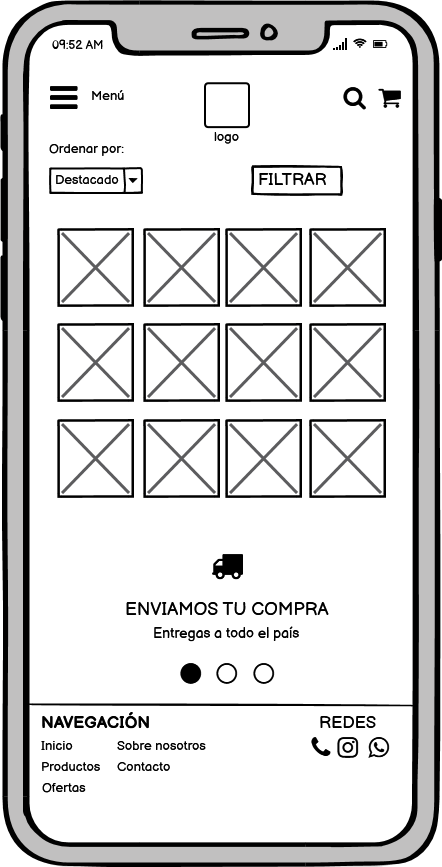 09:52 AM
Menú
logo
Ordenar por:
Destacado
FILTRAR
ENVIAMOS TU COMPRA
Entregas a todo el país
NAVEGACIÓN
REDES
Inicio
Sobre nosotros
Productos
Contacto
Ofertas